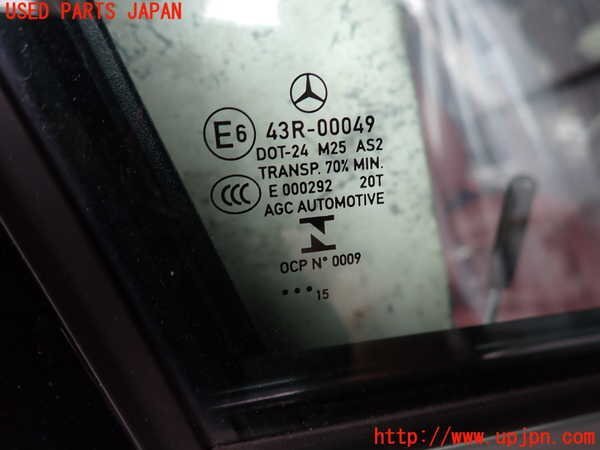 USED PARTS JAPAN
E6 43R-00049
DOT-24 M25 AS2
TRANSP. 70% MIN.
CCC E 000292 20T
AGC AUTOMOTIVE
OCP N° 0009
••• 15
http://www.upjpn.com/